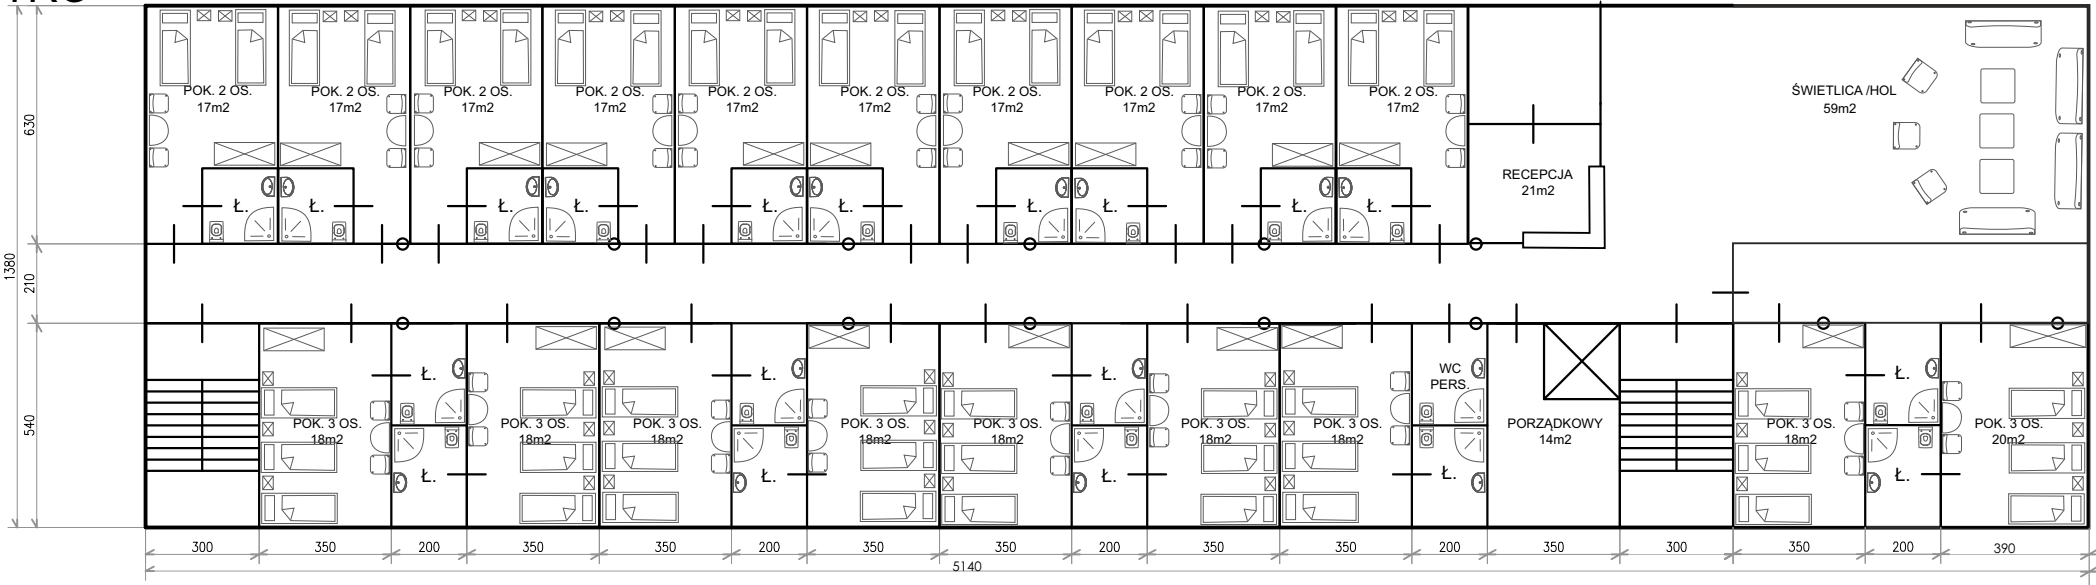 POK. 2 OS.
17m2
POK. 2 OS.
17m2
POK. 2 OS.
17m2
POK. 2 OS.
17m2
POK. 2 OS.
17m2
POK. 2 OS.
17m2
POK. 2 OS.
17m2
POK. 2 OS.
17m2
POK. 2 OS.
17m2
POK. 2 OS.
17m2
ŚWIETLICA /HOL
59m2
RECEPCJA
21m2
Ł.
Ł.
Ł.
Ł.
Ł.
Ł.
Ł.
Ł.
Ł.
Ł.
630
1380
210
540
Ł.
Ł.
Ł.
WC
PERS.
Ł.
POK. 3 OS.
18m2
POK. 3 OS.
18m2
POK. 3 OS.
18m2
POK. 3 OS.
18m2
POK. 3 OS.
18m2
POK. 3 OS.
18m2
POK. 3 OS.
18m2
PORZĄDKOWY
14m2
POK. 3 OS.
18m2
POK. 3 OS.
20m2
Ł.
Ł.
Ł.
Ł.
Ł.
300
350
200
350
350
200
350
350
200
350
350
200
350
300
350
200
390
5140